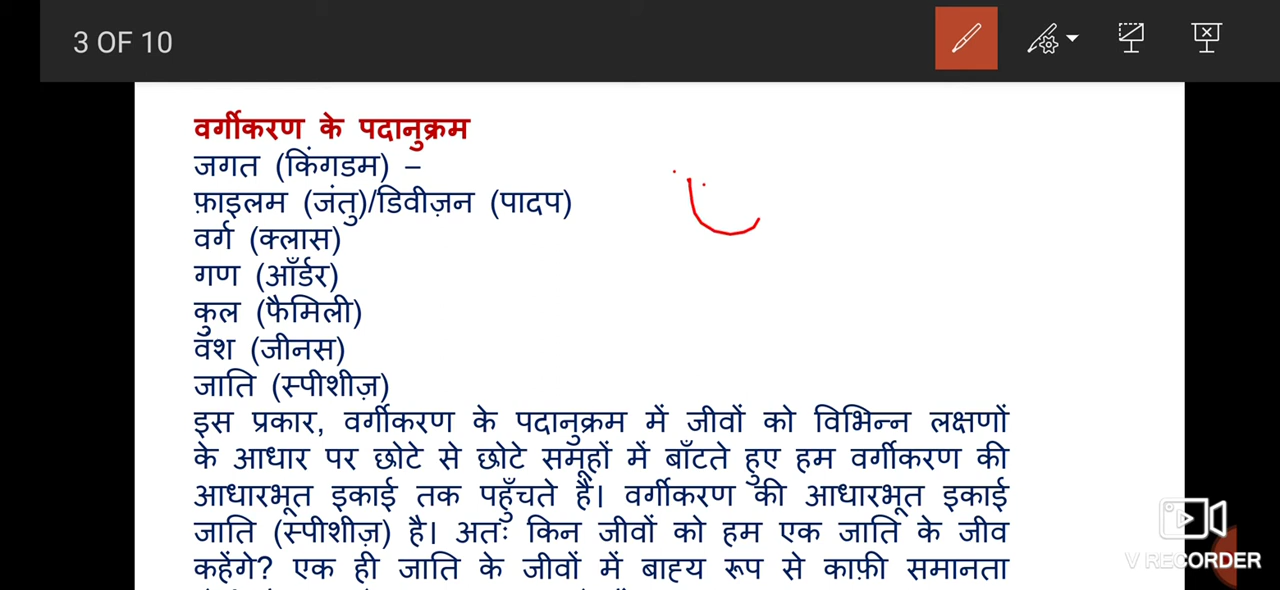 3 OF 10
वर्गीकरण के पदानुक्रम
जगत (किंगडम) –
फ़ाइलम (जंतु)/डिवीज़न (पादप)
वर्ग (क्लास)
गण (ऑंर्डर)
कुल (फैमिली)
वंश (जीनस)
जाति (स्पीशीज़)
इस प्रकार, वर्गीकरण के पदानुक्रम में जीवों को विभिन्न लक्षणों
के आधार पर छोटे से छोटे समूहों में बाँटते हुए हम वर्गीकरण की
आधारभूत इकाई तक पहुँचते हैं। वर्गीकरण की आधारभूत इकाई
जाति (स्पीशीज़) है। अतः किन जीवों को हम एक जाति के जीव
कहेंगे? एक ही जाति के जीवों में बाह्य रूप से काफ़ी समानता
V RECORDER